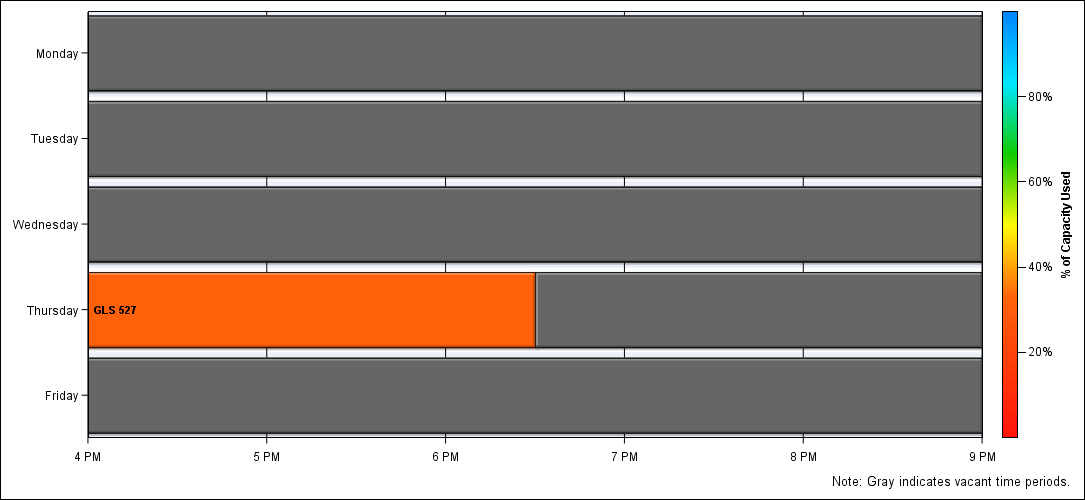 Monday
Tuesday
Wednesday
Thursday
GLS 527
Friday
4 PM 5 PM 6 PM 7 PM 8 PM 9 PM
80%
60%
40%
20%
% of Capacity Used
Note: Gray indicates vacant time periods.